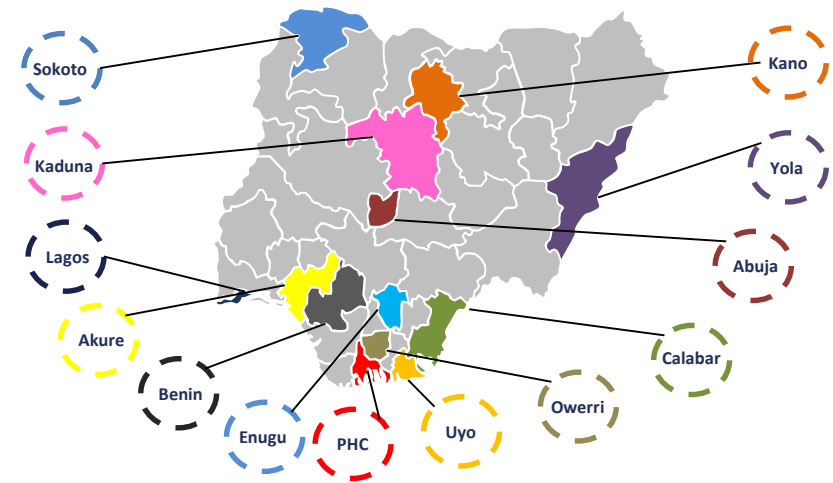 Sokoto
Kano
Kaduna
Yola
Lagos
Abuja
Akure
Calabar
Benin
Owerri
Enugu
PHC
Uyo